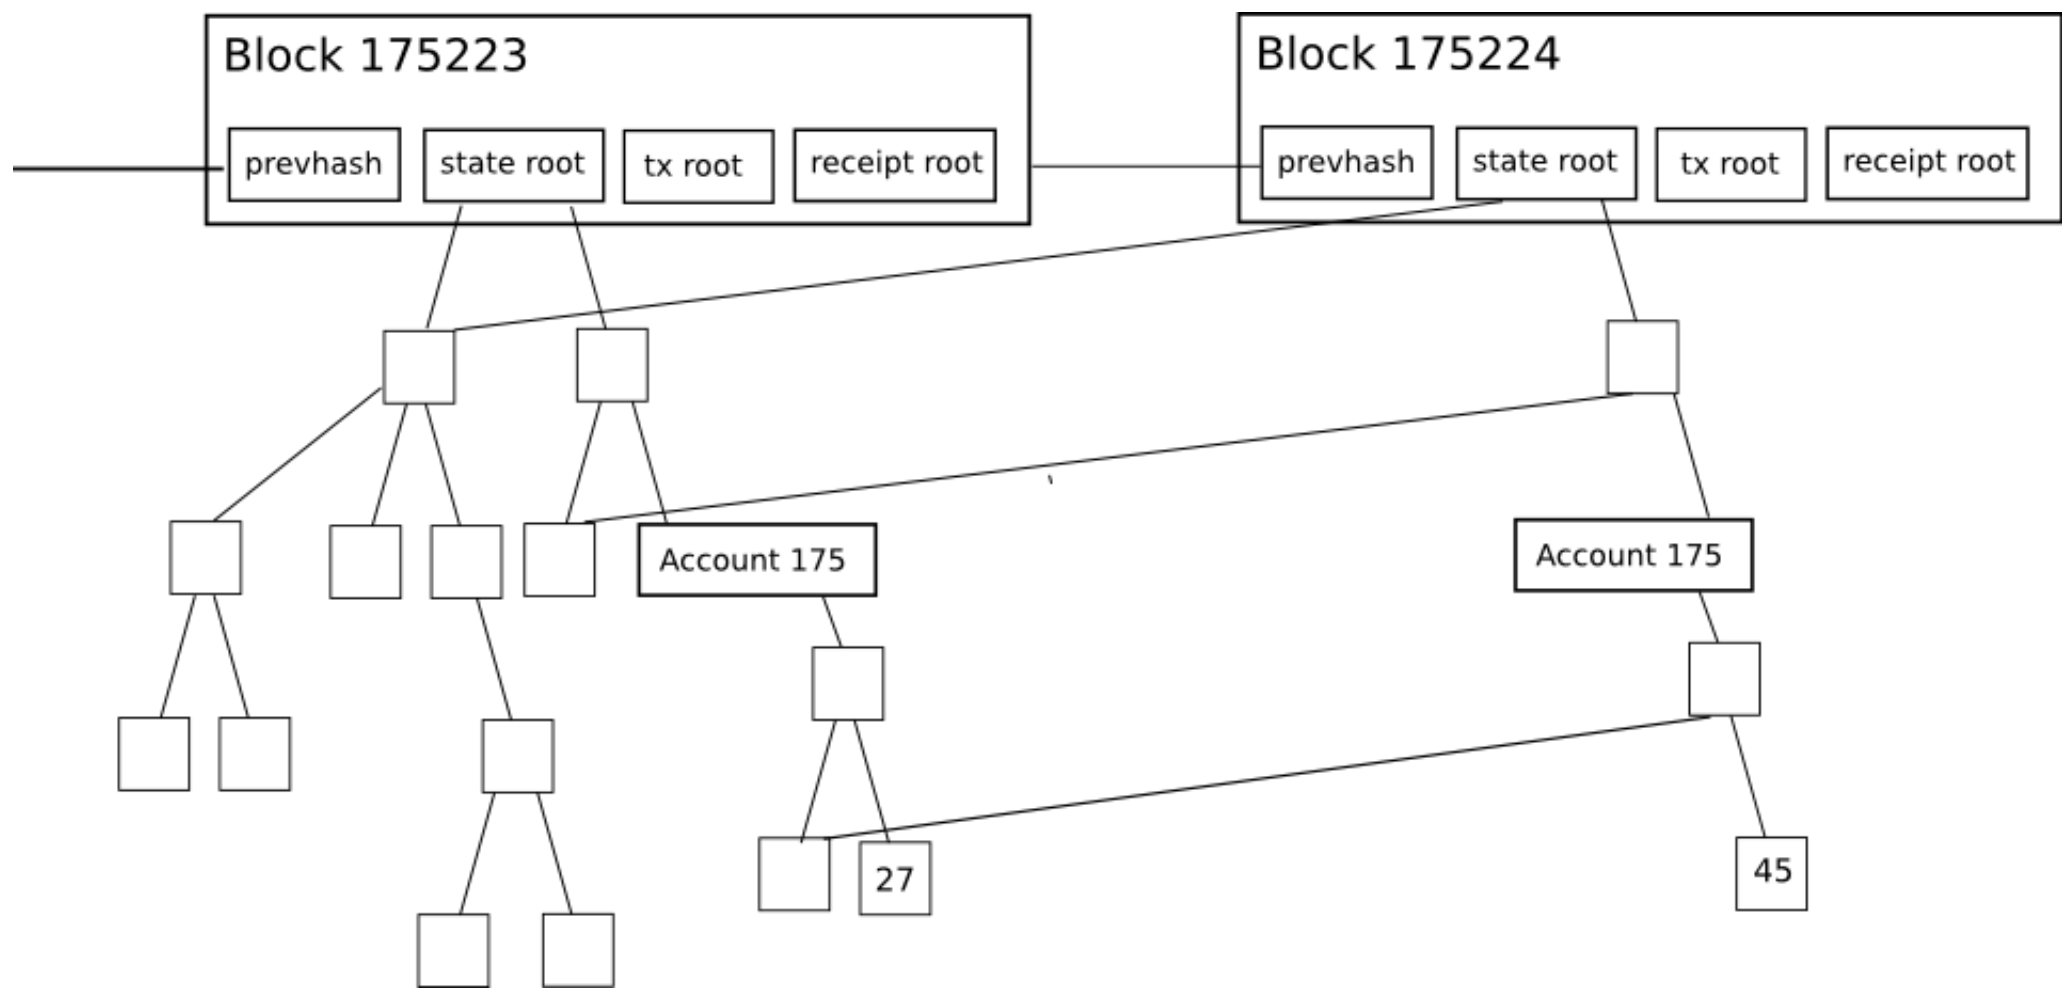 Block 175223
prevhash
state root
tx root
receipt root
Block 175224
prevhash
state root
tx root
receipt root
Account 175
Account 175
27
45